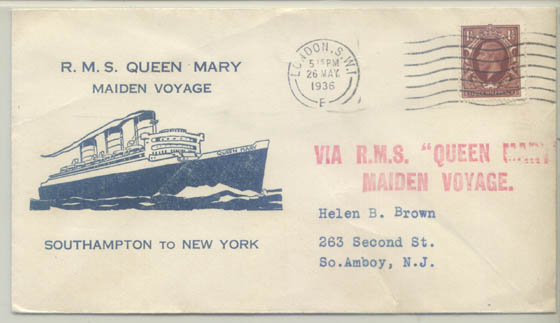 R. M. S. QUEEN MARY
MAIDEN VOYAGE
QUEEN MARY
SOUTHAMPTON TO NEW YORK
LONDON. S.W.1
5 15 PM
26 MAY
1936
F
VIA R.M.S. "QUEEN MARY"
MAIDEN VOYAGE.
Helen B. Brown
263 Second St.
So.Amboy, N.J.